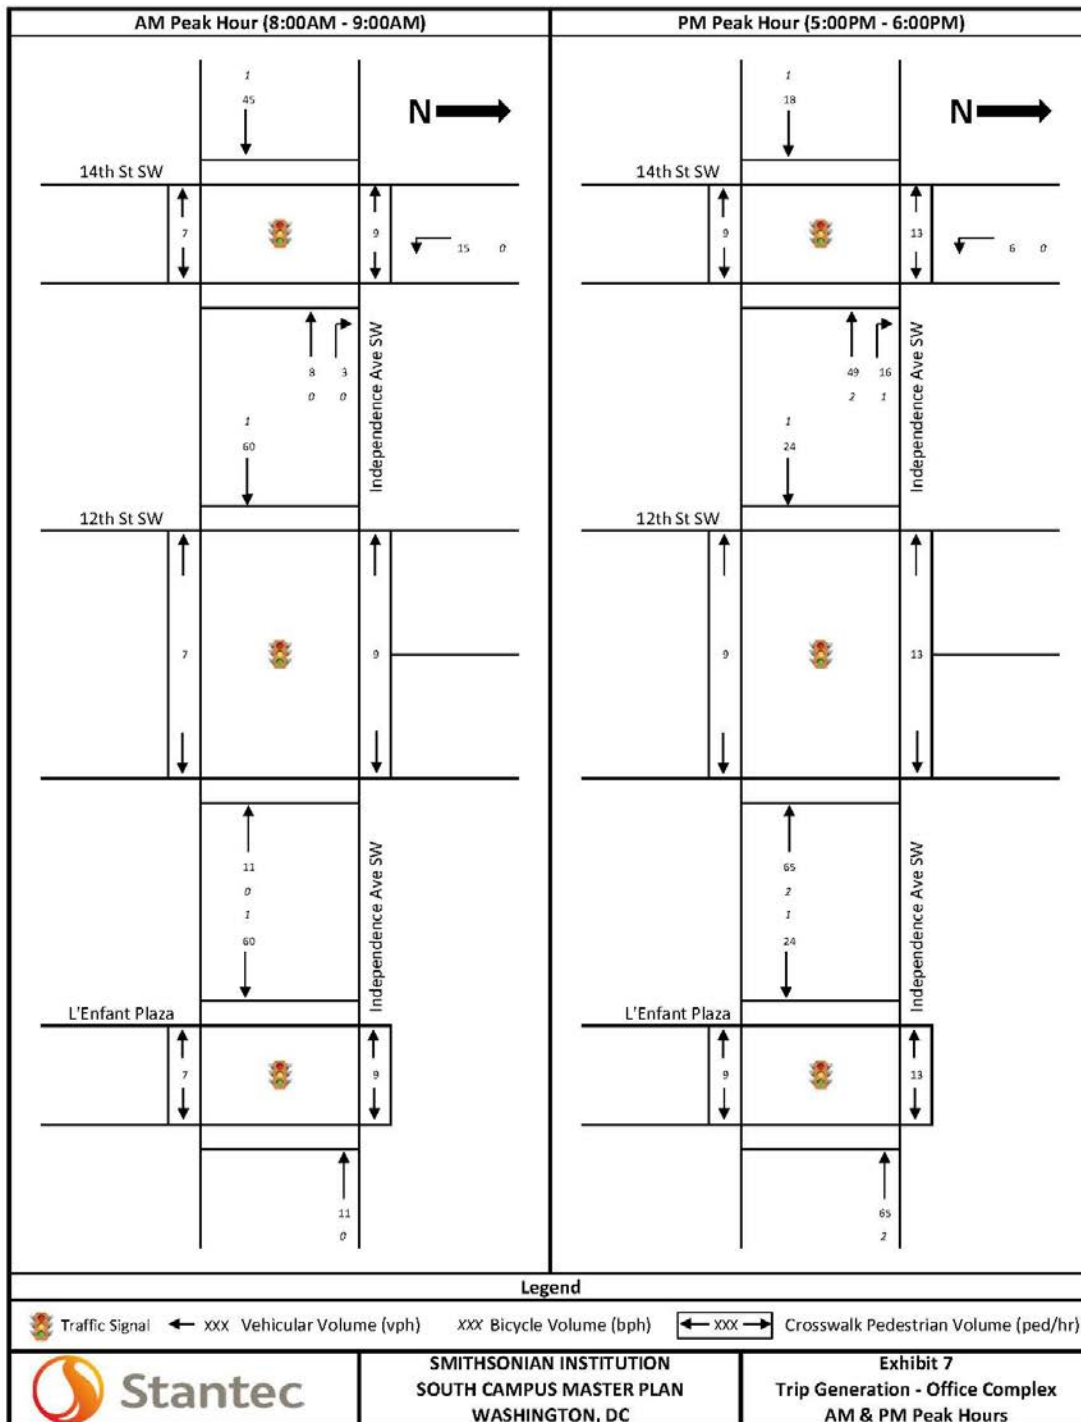 AM Peak Hour (8:00AM - 9:00AM)
1
45
N
14th St SW
7
9
15 0
8 3
0 0
Independence Ave SW
1
60
12th St SW
7
9
11
0
1
60
Independence Ave SW
L'Enfant Plaza
7
9
11
0
PM Peak Hour (5:00PM - 6:00PM)
1
18
N
14th St SW
9
13
6 0
49 16
2 1
Independence Ave SW
1
24
12th St SW
9
13
65
2
1
24
Independence Ave SW
L'Enfant Plaza
9
13
65
2
Legend
Traffic Signal
XXX Vehicular Volume (vph)
XXX Bicycle Volume (bph)
XXX Crosswalk Pedestrian Volume (ped/hr)
Stantec
SMITHSONIAN INSTITUTION
SOUTH CAMPUS MASTER PLAN
WASHINGTON, DC
Exhibit 7
Trip Generation - Office Complex
AM & PM Peak Hours